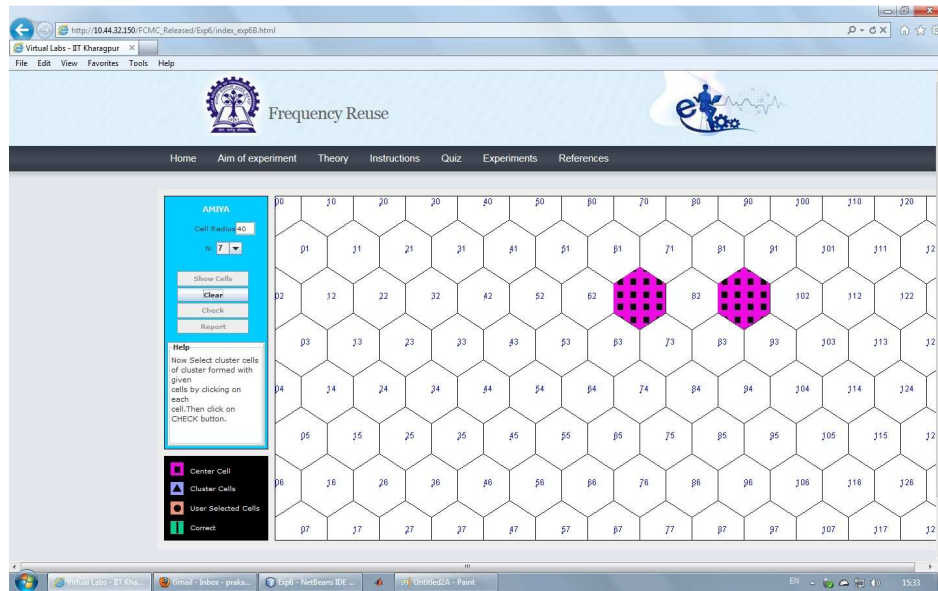 http://10.44.32.150/FCMC_Released/Exp6/index_exp6B.html
Virtual Labs - IIT Kharagpur
File Edit View Favorites Tools Help
Frequency Reuse
Home Aim of experiment Theory Instructions Quiz Experiments References
AMIYA
Cell Radius 40
N: 7
Show Cells
Clear
Check
Report
Help
Now Select cluster cells
of cluster formed with
given
cells by clicking on
each
cell.Then click on
CHECK button.
Center Cell
Cluster Cells
User Selected Cells
Correct
00 10 20 30 40 50 60 70 80 90 100 110 120
01 11 21 31 41 51 61 71 81 91 101 111 12
02 12 22 32 42 52 62 82 102 112 122
03 13 23 33 43 53 63 73 83 93 103 113 12
04 14 24 34 44 54 64 74 84 94 104 114 124
05 15 25 35 45 55 65 75 85 95 105 115 12
06 16 26 36 46 56 66 76 86 96 106 116 126
07 17 27 37 47 57 67 77 87 97 107 117 12
Virtual Labs - IIT Kha... Gmail - Inbox - praka... Exp6 - NetBeans IDE ... Untitled2A - Paint EN 15:33